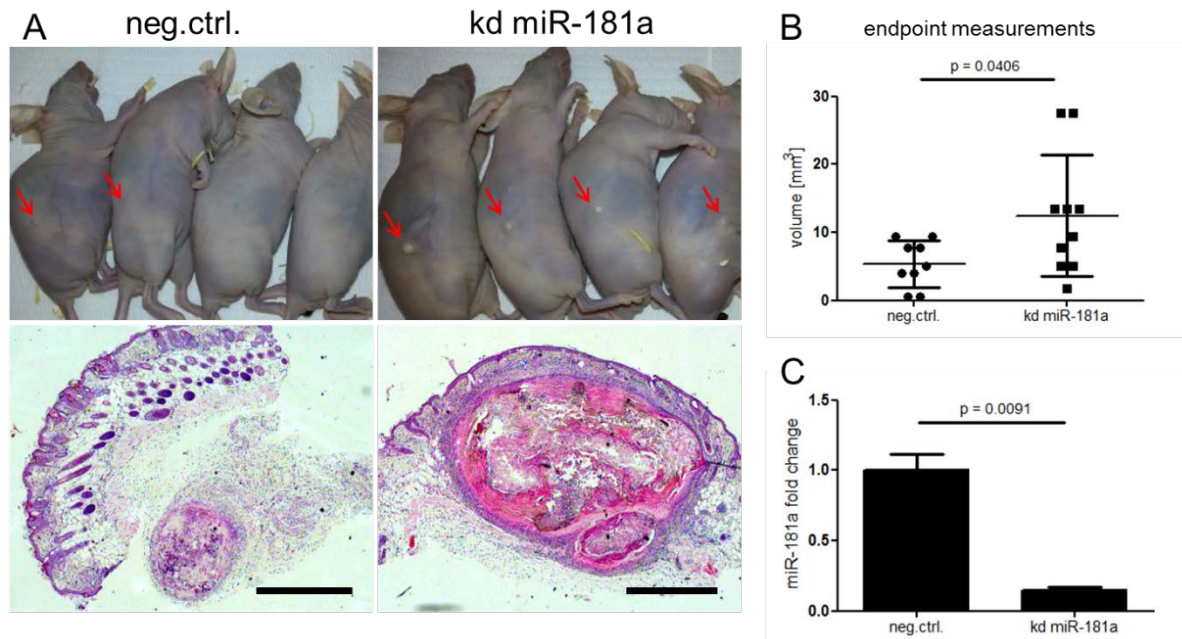 A
neg.ctrl.
kd miR-181a
B
endpoint measurements
p = 0.0406
30
20
10
0
volume [mm³]
neg.ctrl.
kd miR-181a
C
p = 0.0091
1.5
1.0
0.5
0.0
miR-181a fold change
neg.ctrl.
kd miR-181a